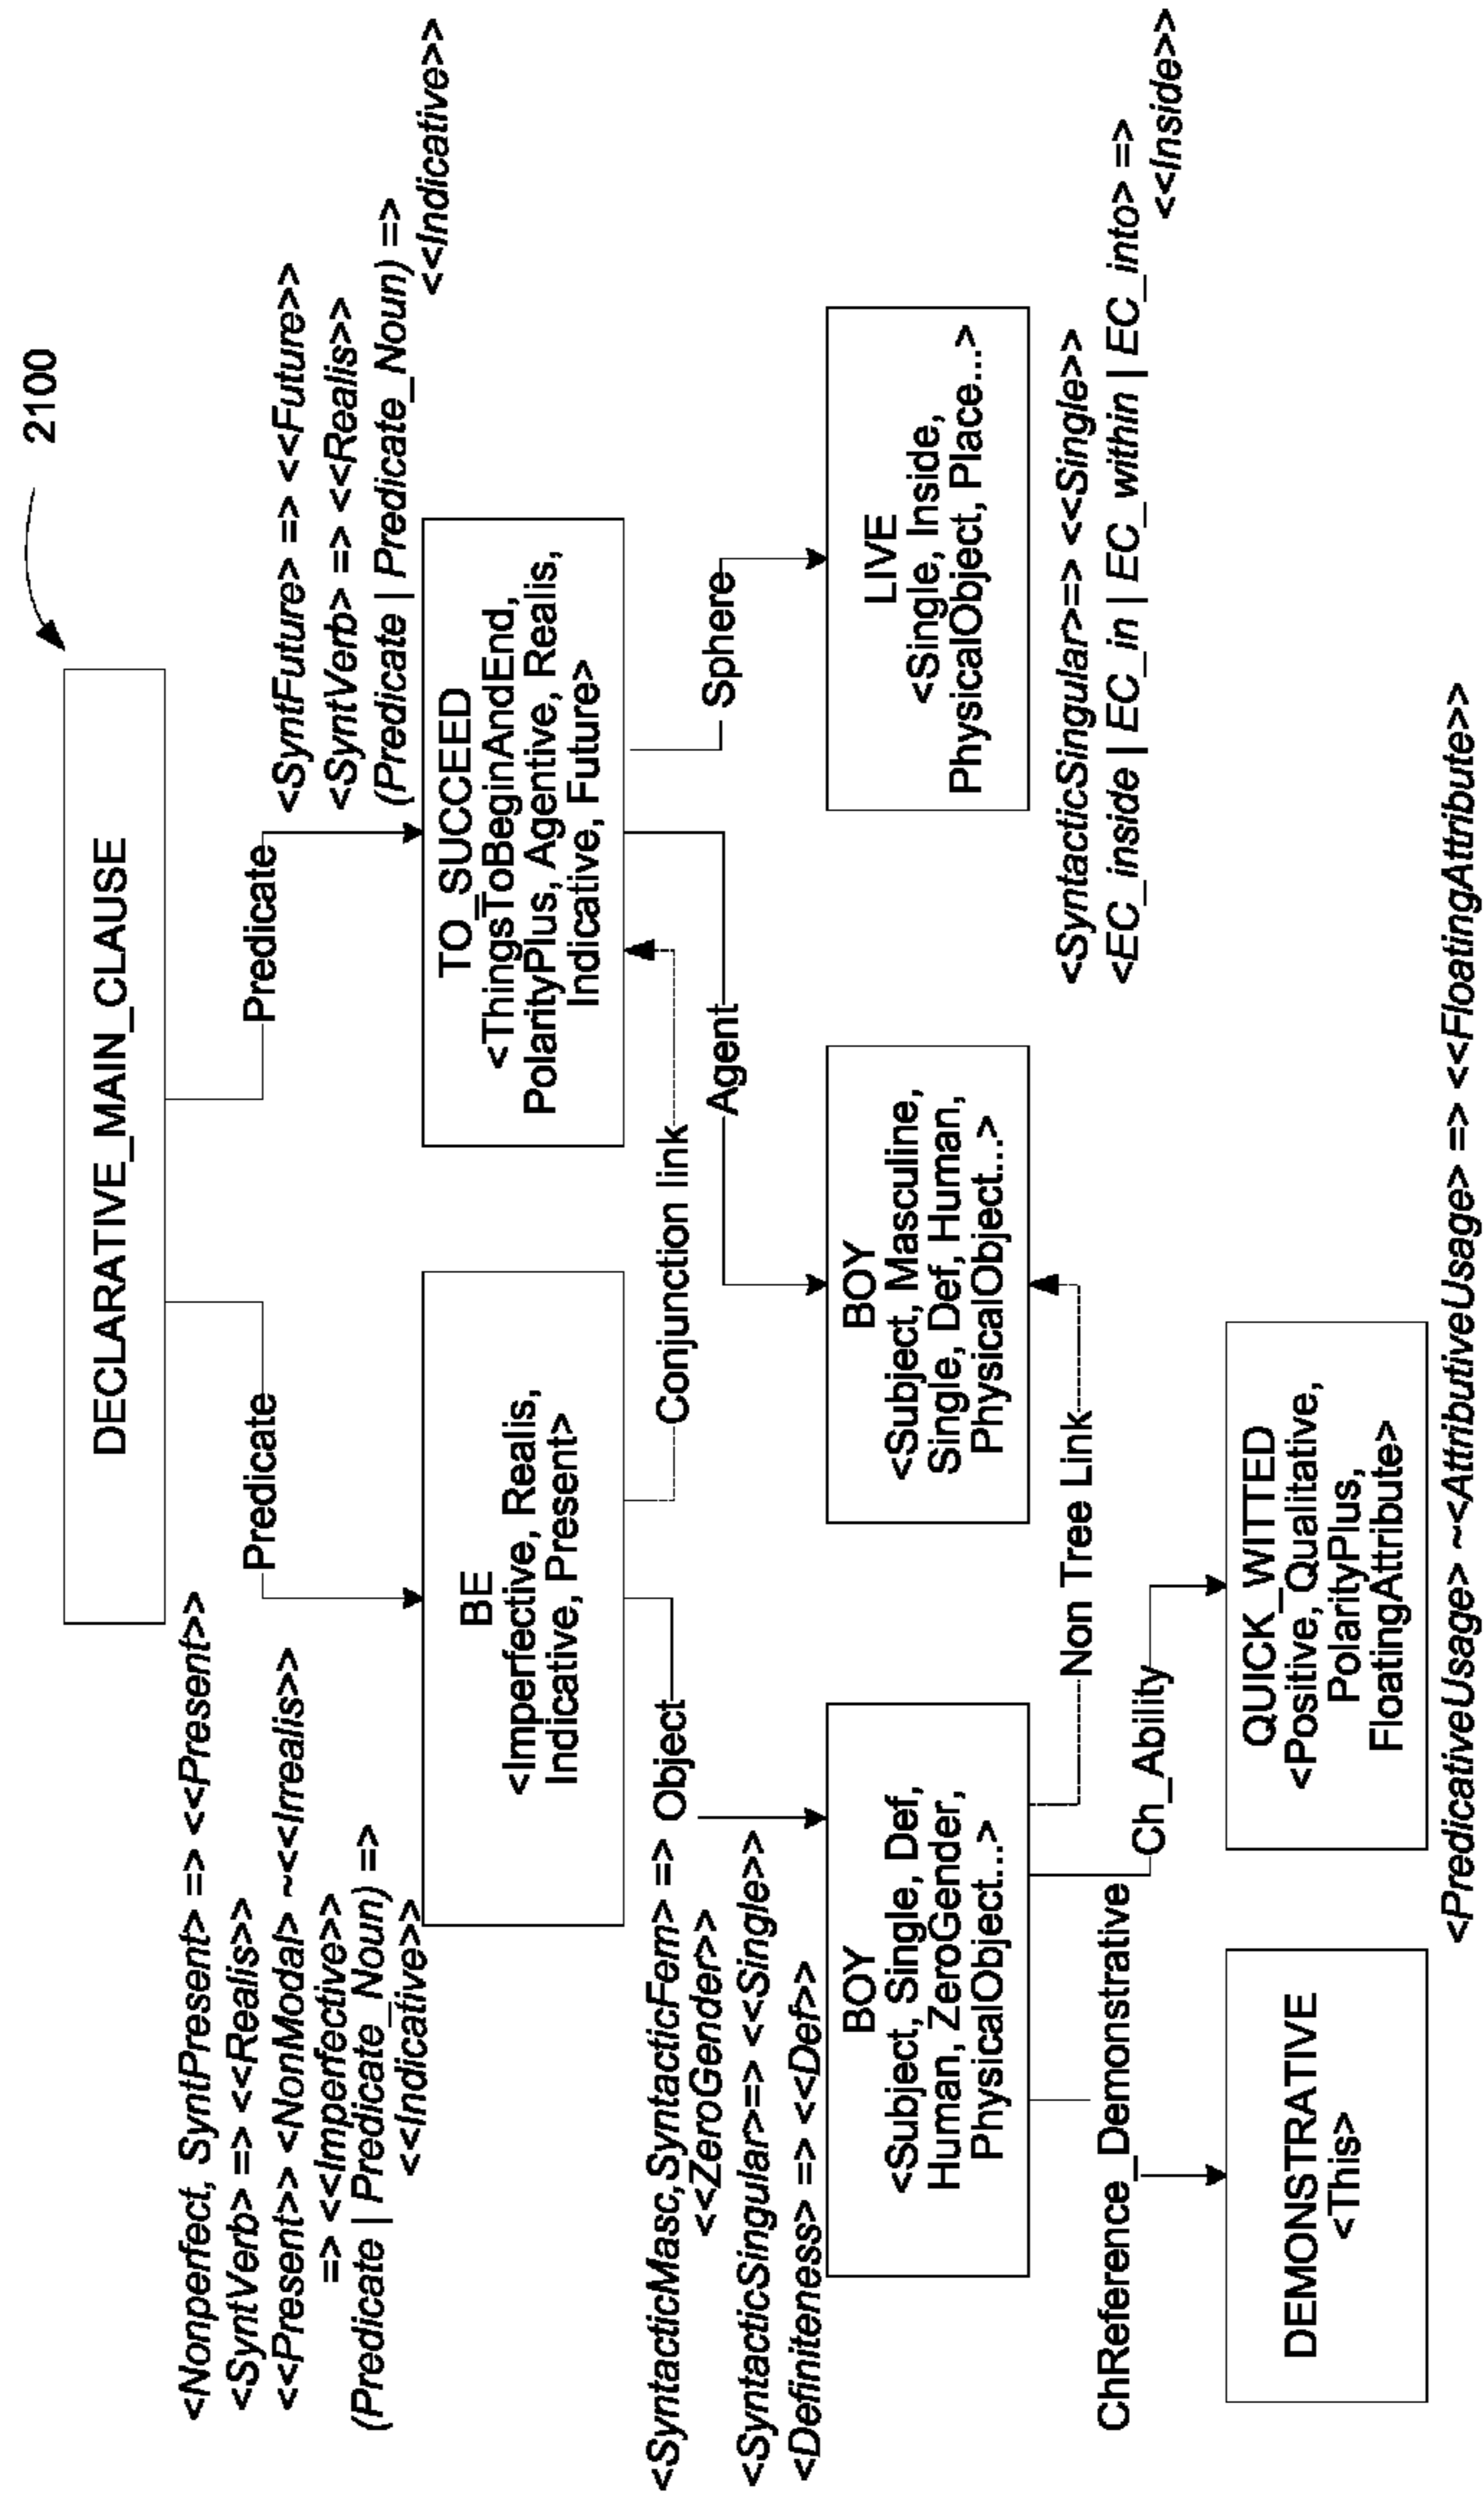 2100
DECLARATIVE_MAIN_CLAUSE
Predicate
Predicate
<Nonperfect, SyntPresent> => <<Present>>
<SyntVerb> => <<Realis>>
<<Present>> <NonModal> ~<<Irrealis>>
=> <<Imperfective>>
(Predicate | Predicate_Noun) =>
<<Indicative>>
<SyntFuture> => <<Future>>
<SyntVerb> => <<Realis>>
(Predicate | Predicate_Noun) =>
<<Indicative>>
BE
<Imperfective, Realis,
Indicative, Present>
TO_SUCCEED
<ThingsToBeginAndEnd,
PolarityPlus, Agentive, Realis,
Indicative, Future>
Object
Conjunction link
Agent
Sphere
<SyntacticMasc,SyntacticFem> =>
<<ZeroGender>>
<SyntacticSingular>=> <<Single>>
<Definiteness> => <<Def>>
BOY
<Subject, Single, Def,
Human, ZeroGender,
PhysicalObject...>
BOY
<Subject, Masculine,
Single, Def, Human,
PhysicalObject...>
LIVE
<Single, Inside,
PhysicalObject, Place...>
<SyntacticSingular>=> <<Single>>
<EC_inside | EC_in | EC_within | EC_into> =>
<<Inside>>
ChReference_Demonstrative
Ch_Ability
Non Tree Link
DEMONSTRATIVE
<This>
QUICK_WITTED
<Positive, Qualitative,
PolarityPlus,
FloatingAttribute>
<PredicativeUsage> ~<AttributiveUsage> => <<FloatingAttribute>>